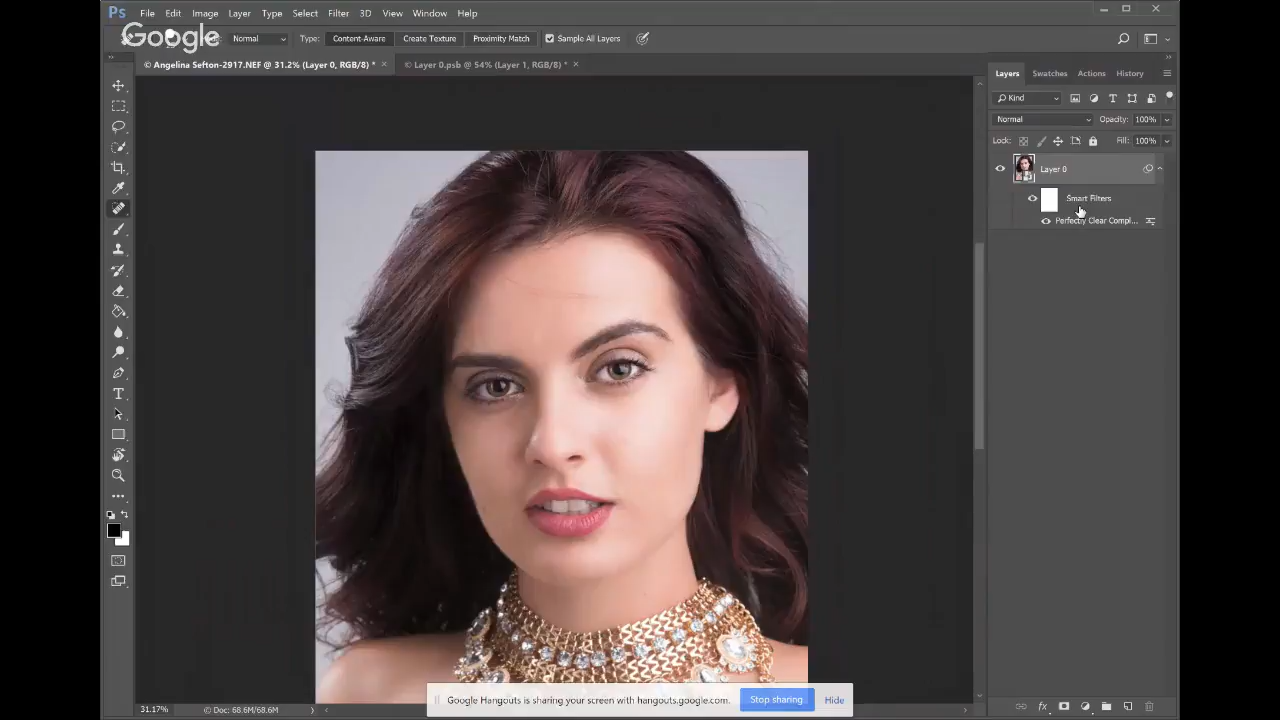 Ps File Edit Image Layer Type Select Filter 3D View Window Help
Google Normal Type: Content-Aware Create Texture Proximity Match Sample All Layers
© Angelina Sefton-2917.NEF @ 31.2% (Layer 0, RGB/8) * × © Layer 0.psb @ 54% (Layer 1, RGB/8) * ×
Layers Swatches Actions History
Kind
Normal Opacity: 100%
Lock: Fill: 100%
Layer 0
Smart Filters
Perfectly Clear Compl...
Google Hangouts is sharing your screen with hangouts.google.com. Stop sharing Hide
31.17% Doc: 68.6M/68.6M